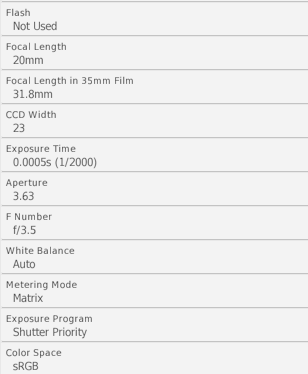 Flash
Not Used
Focal Length
20mm
Focal Length in 35mm Film
31.8mm
CCD Width
23
Exposure Time
0.0005s (1/2000)
Aperture
3.63
F Number
f/3.5
White Balance
Auto
Metering Mode
Matrix
Exposure Program
Shutter Priority
Color Space
sRGB